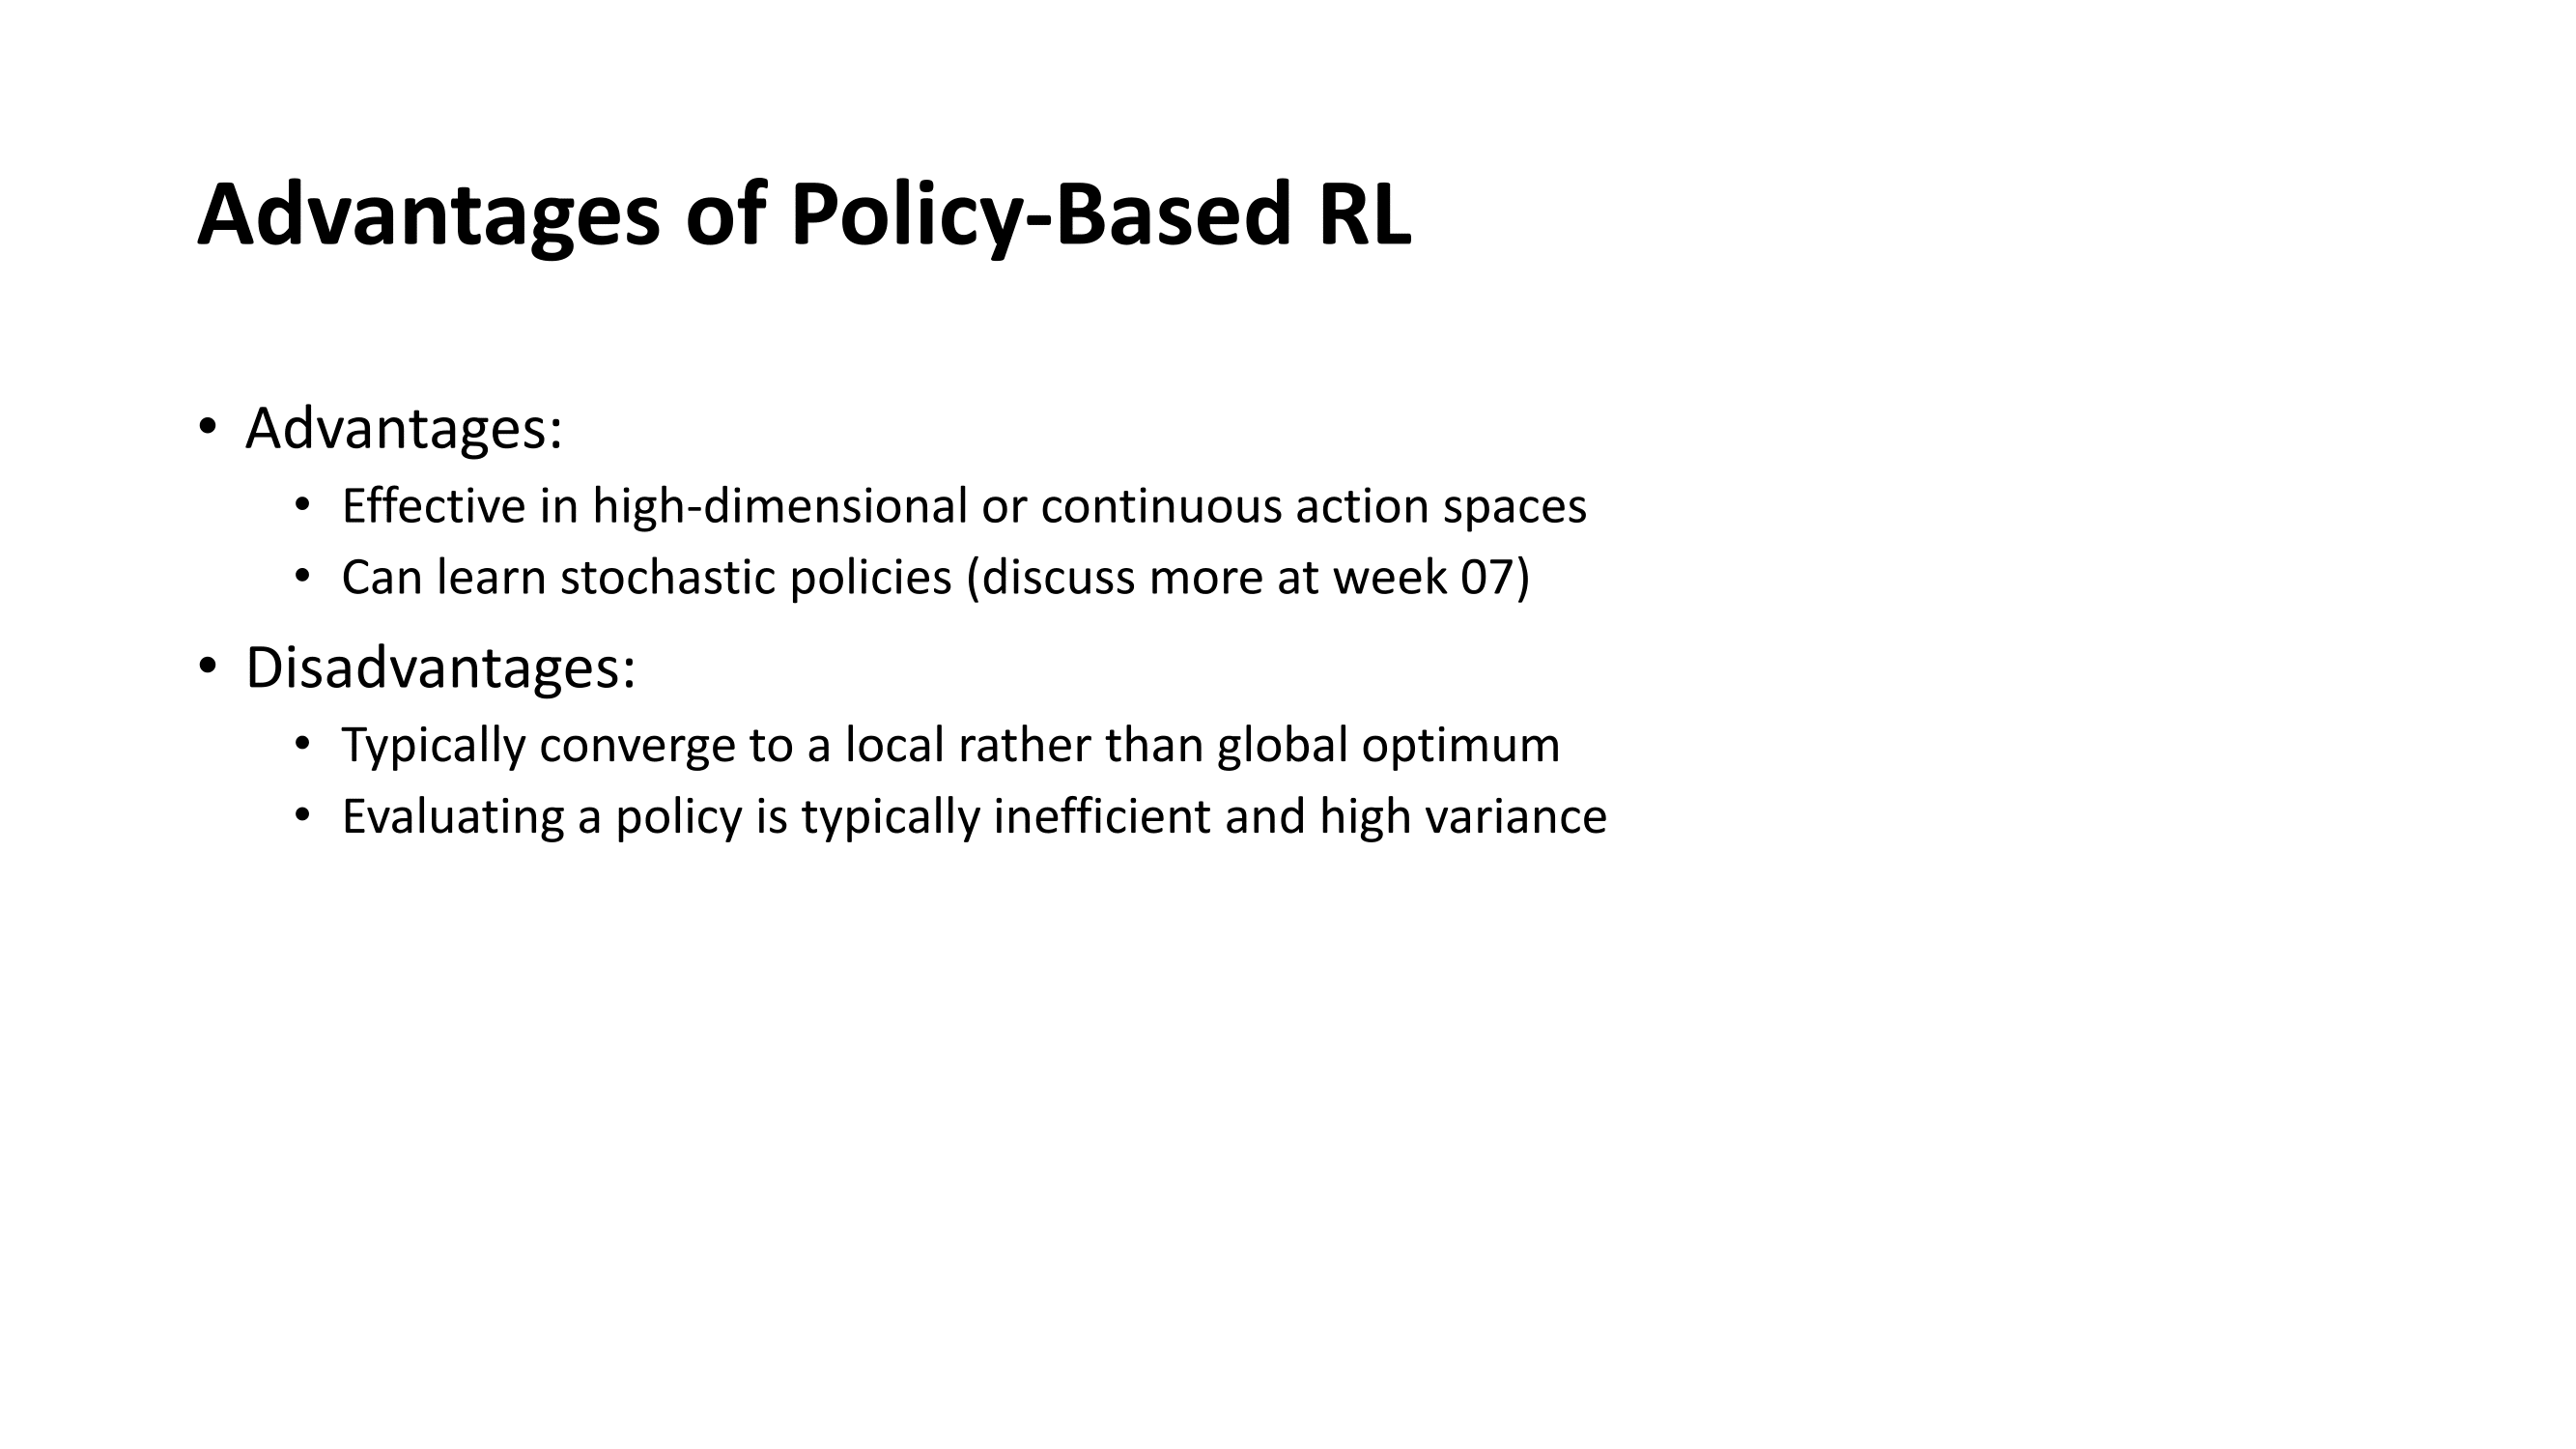 Advantages of Policy-Based RL
• Advantages:
• Effective in high-dimensional or continuous action spaces
• Can learn stochastic policies (discuss more at week 07)
• Disadvantages:
• Typically converge to a local rather than global optimum
• Evaluating a policy is typically inefficient and high variance